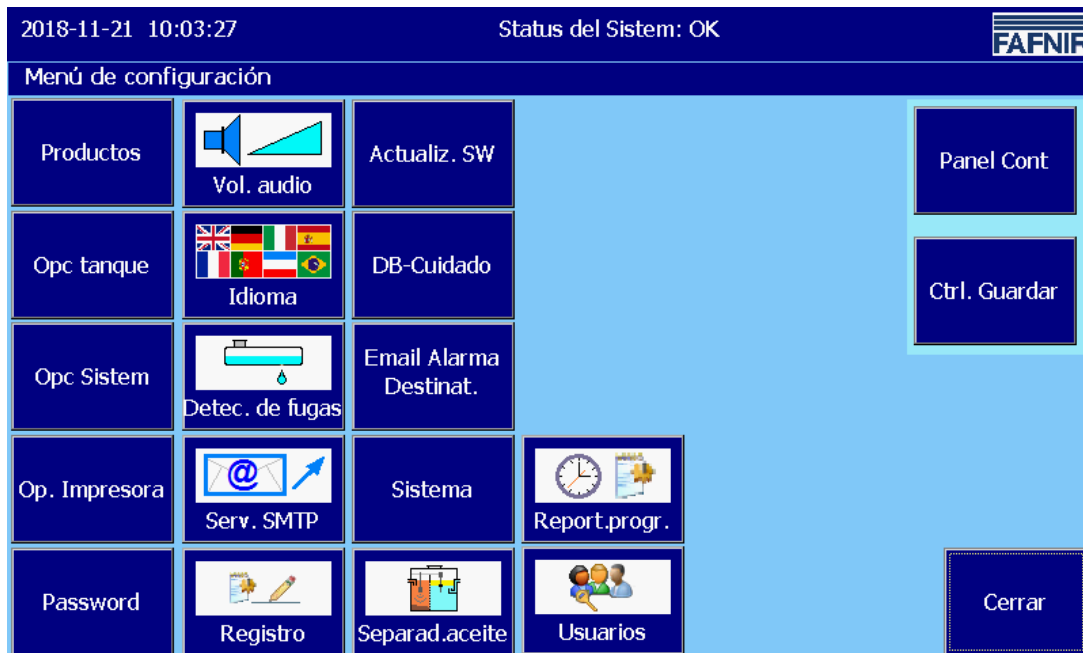 2018-11-21 10:03:27
Status del Sistem: OK
FAFNIR
Menú de configuración
Productos
Vol. audio
Actualiz. SW
Panel Cont
Opc tanque
Idioma
DB-Cuidado
Ctrl. Guardar
Opc Sistem
Detec. de fugas
Email Alarma
Destinat.
Op. Impresora
@
Serv. SMTP
Sistema
Report.progr.
Password
Registro
Separad.aceite
Usuarios
Cerrar